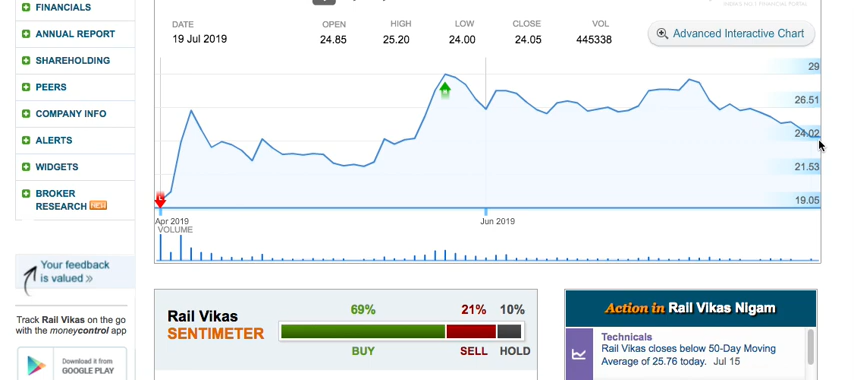 FINANCIALS
ANNUAL REPORT
SHAREHOLDING
PEERS
COMPANY INFO
ALERTS
WIDGETS
BROKER
RESEARCH NEW
Your feedback
is valued »
Track Rail Vikas on the go
with the moneycontrol app
Download it from
GOOGLE PLAY
DATE OPEN HIGH LOW CLOSE VOL
19 Jul 2019 24.85 25.20 24.00 24.05 445338
Advanced Interactive Chart
29
26.51
24.02
21.53
19.05
L
Apr 2019 Jun 2019
VOLUME
Rail Vikas
SENTIMETER
69% 21% 10%
BUY SELL HOLD
Action in Rail Vikas Nigam
Technicals
Rail Vikas closes below 50-Day Moving
Average of 25.76 today. Jul 15